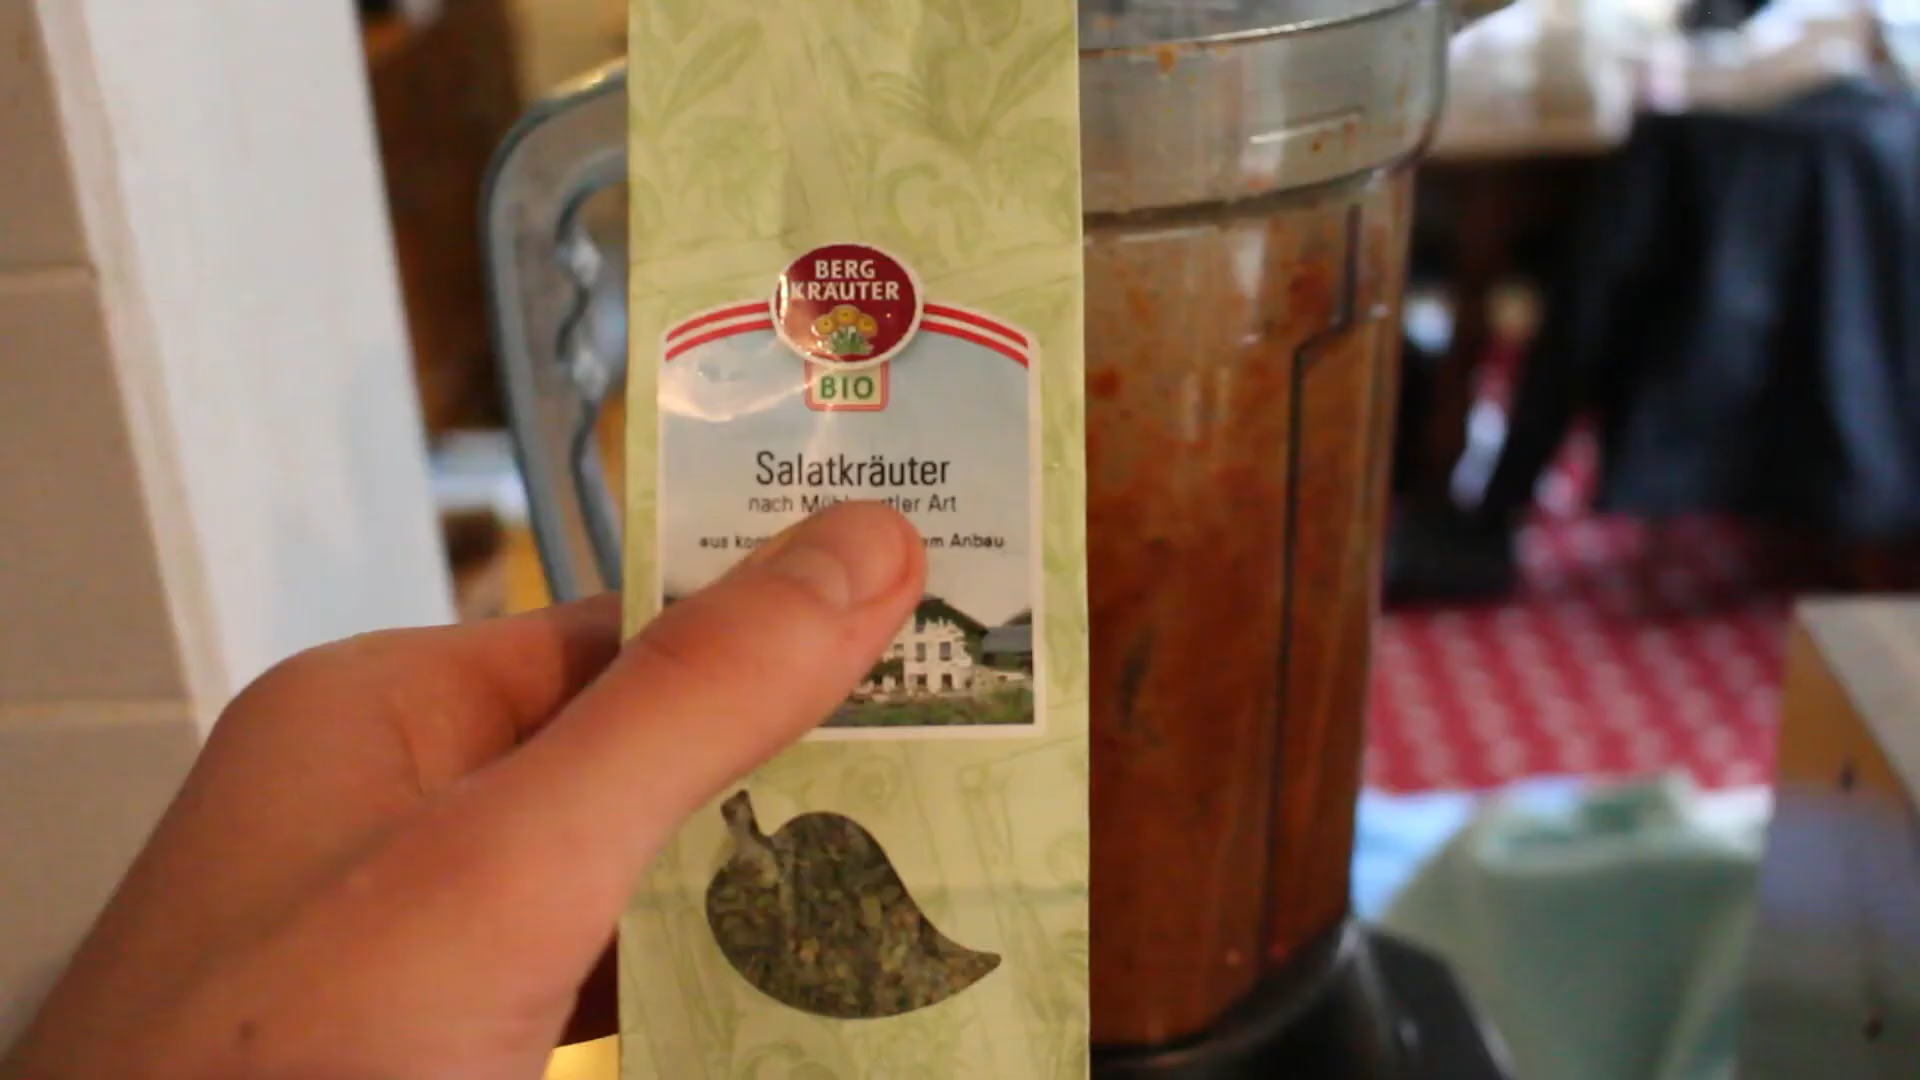 BERG
KRÄUTER
BIO
Salatkräuter
nach Art
aus Anbau